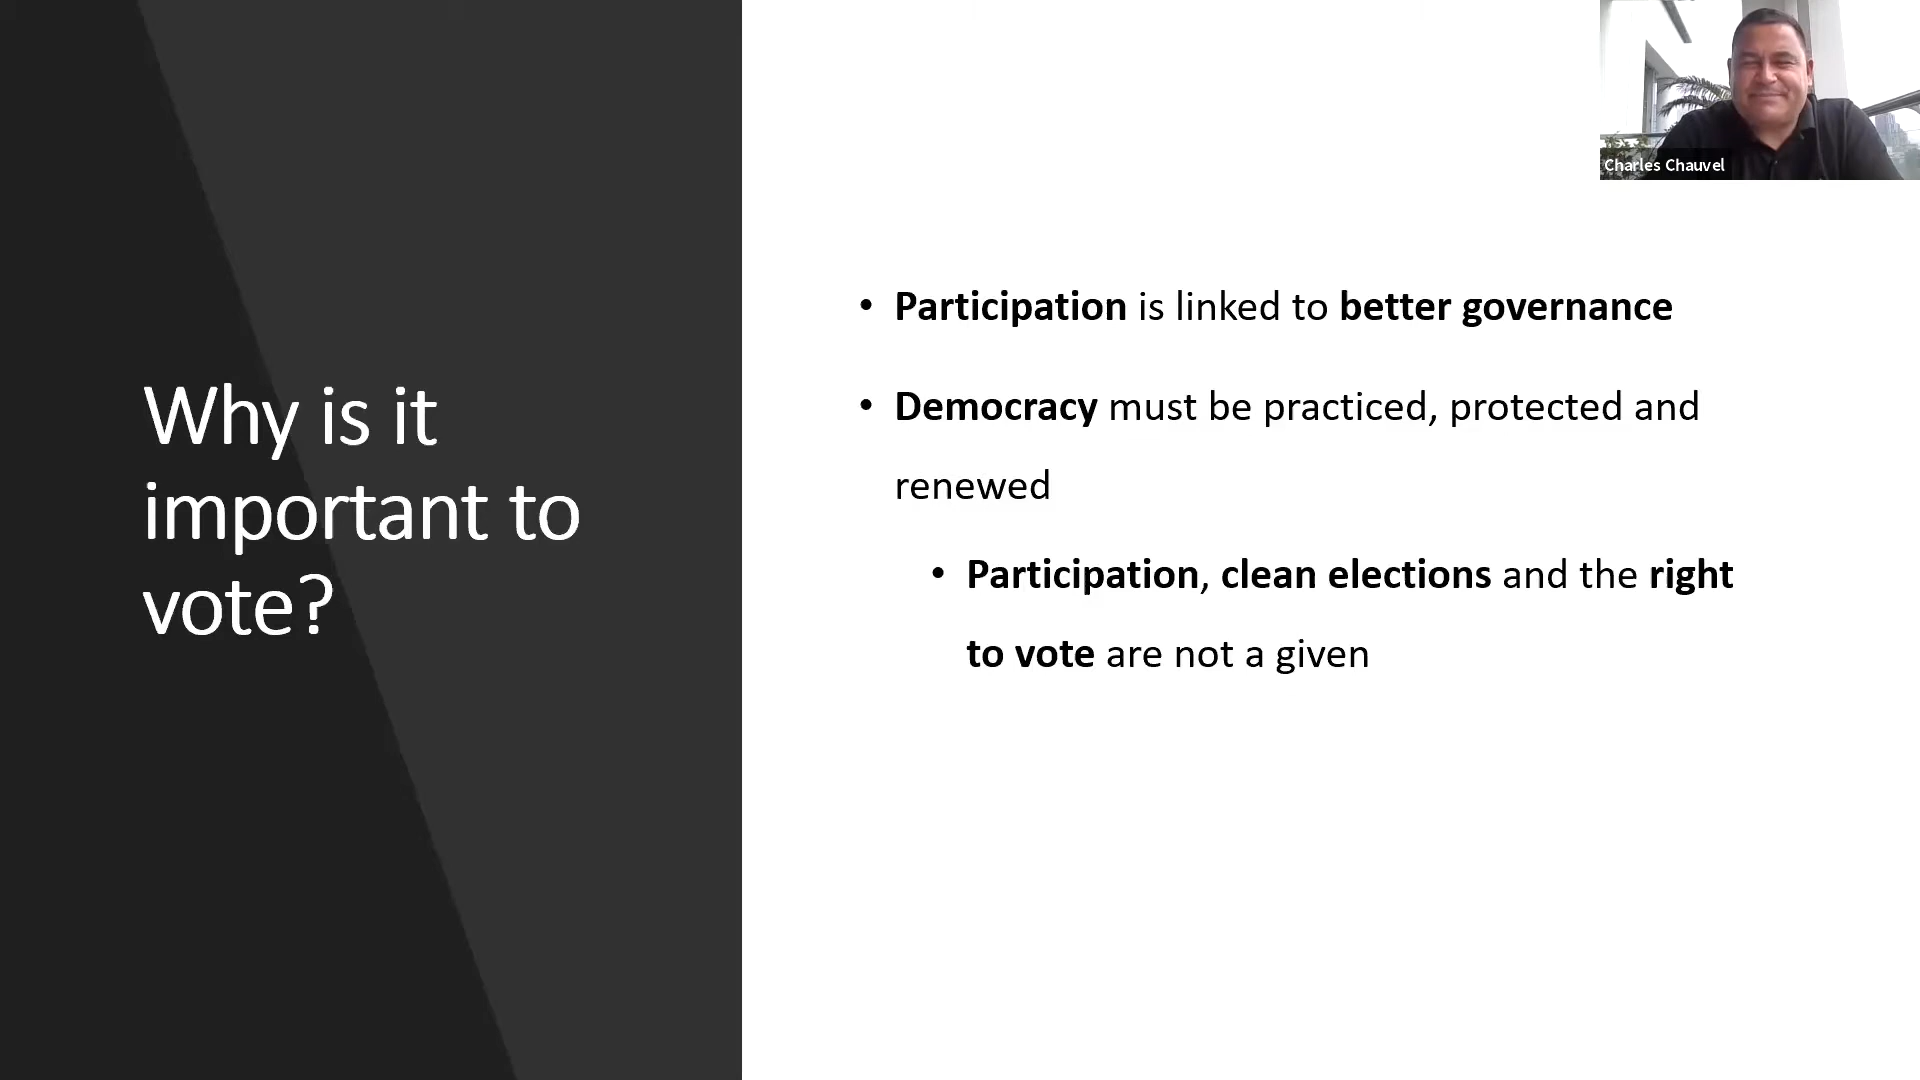 Why is it
important to
vote?
• Participation is linked to better governance
• Democracy must be practiced, protected and
renewed
• Participation, clean elections and the right
to vote are not a given
Charles Chauvel